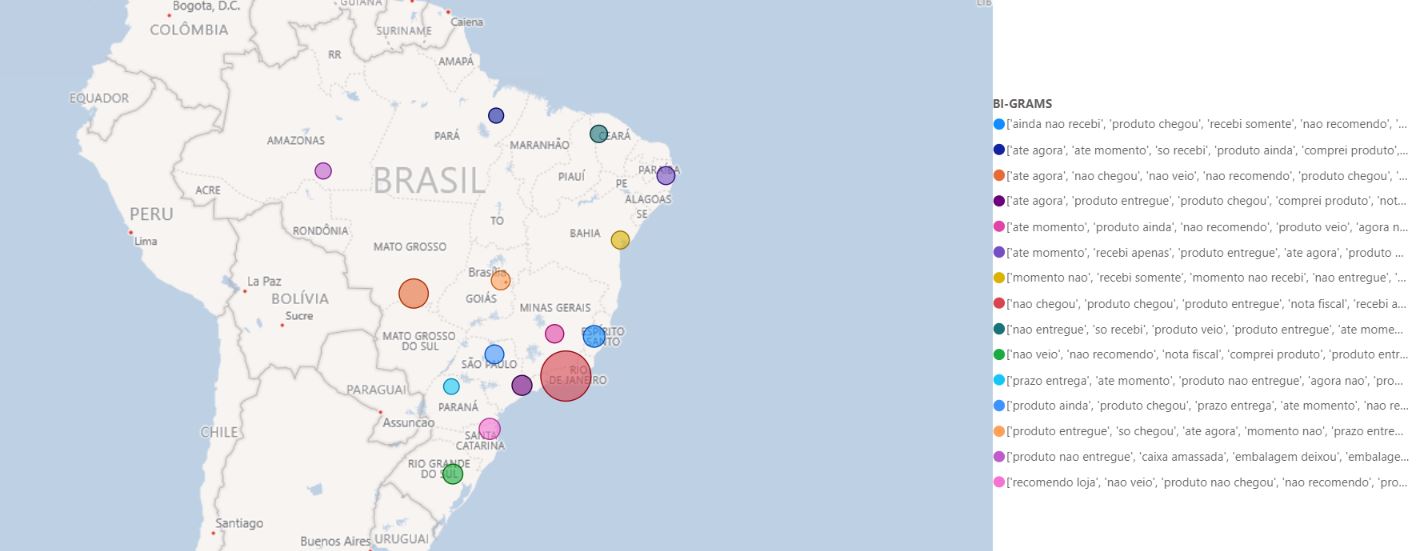 Bogota, D.C.
GUIANA
LIB
COLÔMBIA
SURINAME
Caiena
RR
AMAPÁ
EQUADOR
AMAZONAS
PARÁ
MARANHÃO
CEARÁ
BRASIL
PIAUÍ
PARAÍBA
PE
ACRE
ALAGOAS
SE
PERU
TO
Lima
RONDÔNIA
BAHIA
MATO GROSSO
Brasília
La Paz
BOLÍVIA
GOIÁS
MINAS GERAIS
Sucre
MATO GROSSO
DO SUL
ESPÍRITO
SANTO
SÃO PAULO
RIO
DE JANEIRO
PARAGUAI
PARANÁ
Assunção
CHILE
SANTA
CATARINA
RIO GRANDE
DO SUL
Santiago
Buenos Aires
URUGUAI
BI-GRAMS
['ainda nao recebi', 'produto chegou', 'recebi somente', 'nao recomendo', '...
['ate agora', 'ate momento', 'so recebi', 'produto ainda', 'comprei produto',...
['ate agora', 'nao chegou', 'nao veio', 'nao recomendo', 'produto chegou', '...
['ate agora', 'produto entregue', 'produto chegou', 'comprei produto', 'not...
['ate momento', 'produto ainda', 'nao recomendo', 'produto veio', 'agora n...
['ate momento', 'recebi apenas', 'produto entregue', 'ate agora', 'produto ...
['momento nao', 'recebi somente', 'momento nao recebi', 'nao entregue', '...
['nao chegou', 'produto chegou', 'produto entregue', 'nota fiscal', 'recebi a...
['nao entregue', 'so recebi', 'produto veio', 'produto entregue', 'ate mome...
['nao veio', 'nao recomendo', 'nota fiscal', 'comprei produto', 'produto entr...
['prazo entrega', 'ate momento', 'produto nao entregue', 'agora nao', 'pro...
['produto ainda', 'produto chegou', 'prazo entrega', 'ate momento', 'nao re...
['produto entregue', 'so chegou', 'ate agora', 'momento nao', 'prazo entre...
['produto nao entregue', 'caixa amassada', 'embalagem deixou', 'embalage...
['recomendo loja', 'nao veio', 'produto nao chegou', 'nao recomendo', 'pro...